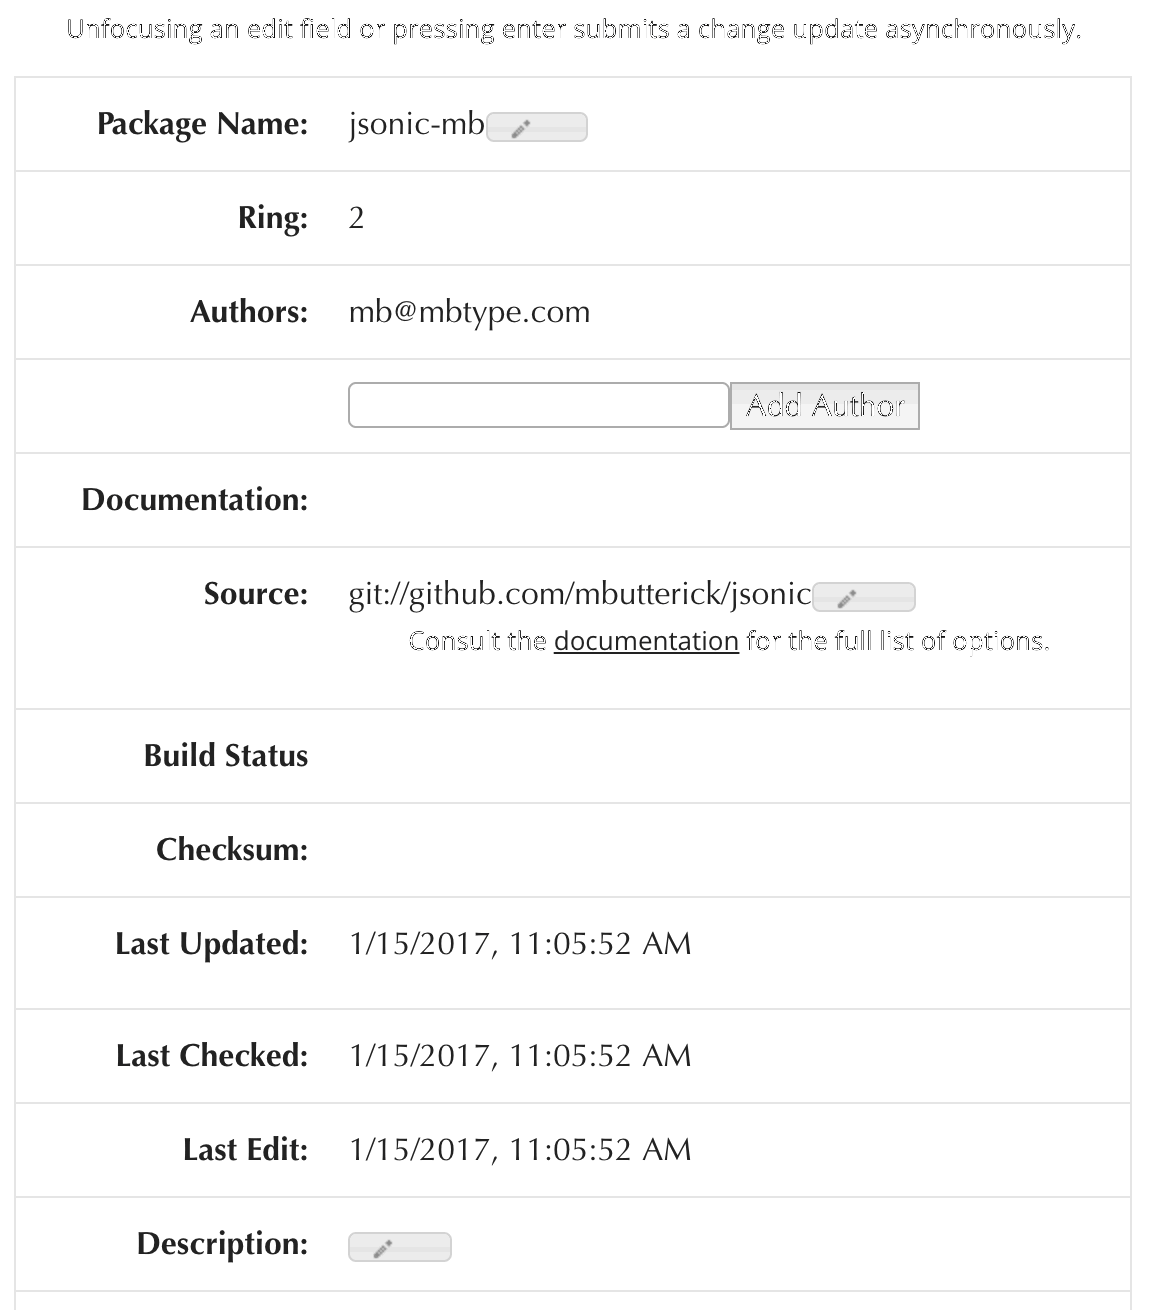 Unfocusing an edit field or pressing enter submits a change update asynchronously.
Package Name: jsonic-mb
Ring: 2
Authors: mb@mbtype.com
Add Author
Documentation:
Source: git://github.com/mbutterick/jsonic
Consult the documentation for the full list of options.
Build Status
Checksum:
Last Updated: 1/15/2017, 11:05:52 AM
Last Checked: 1/15/2017, 11:05:52 AM
Last Edit: 1/15/2017, 11:05:52 AM
Description: